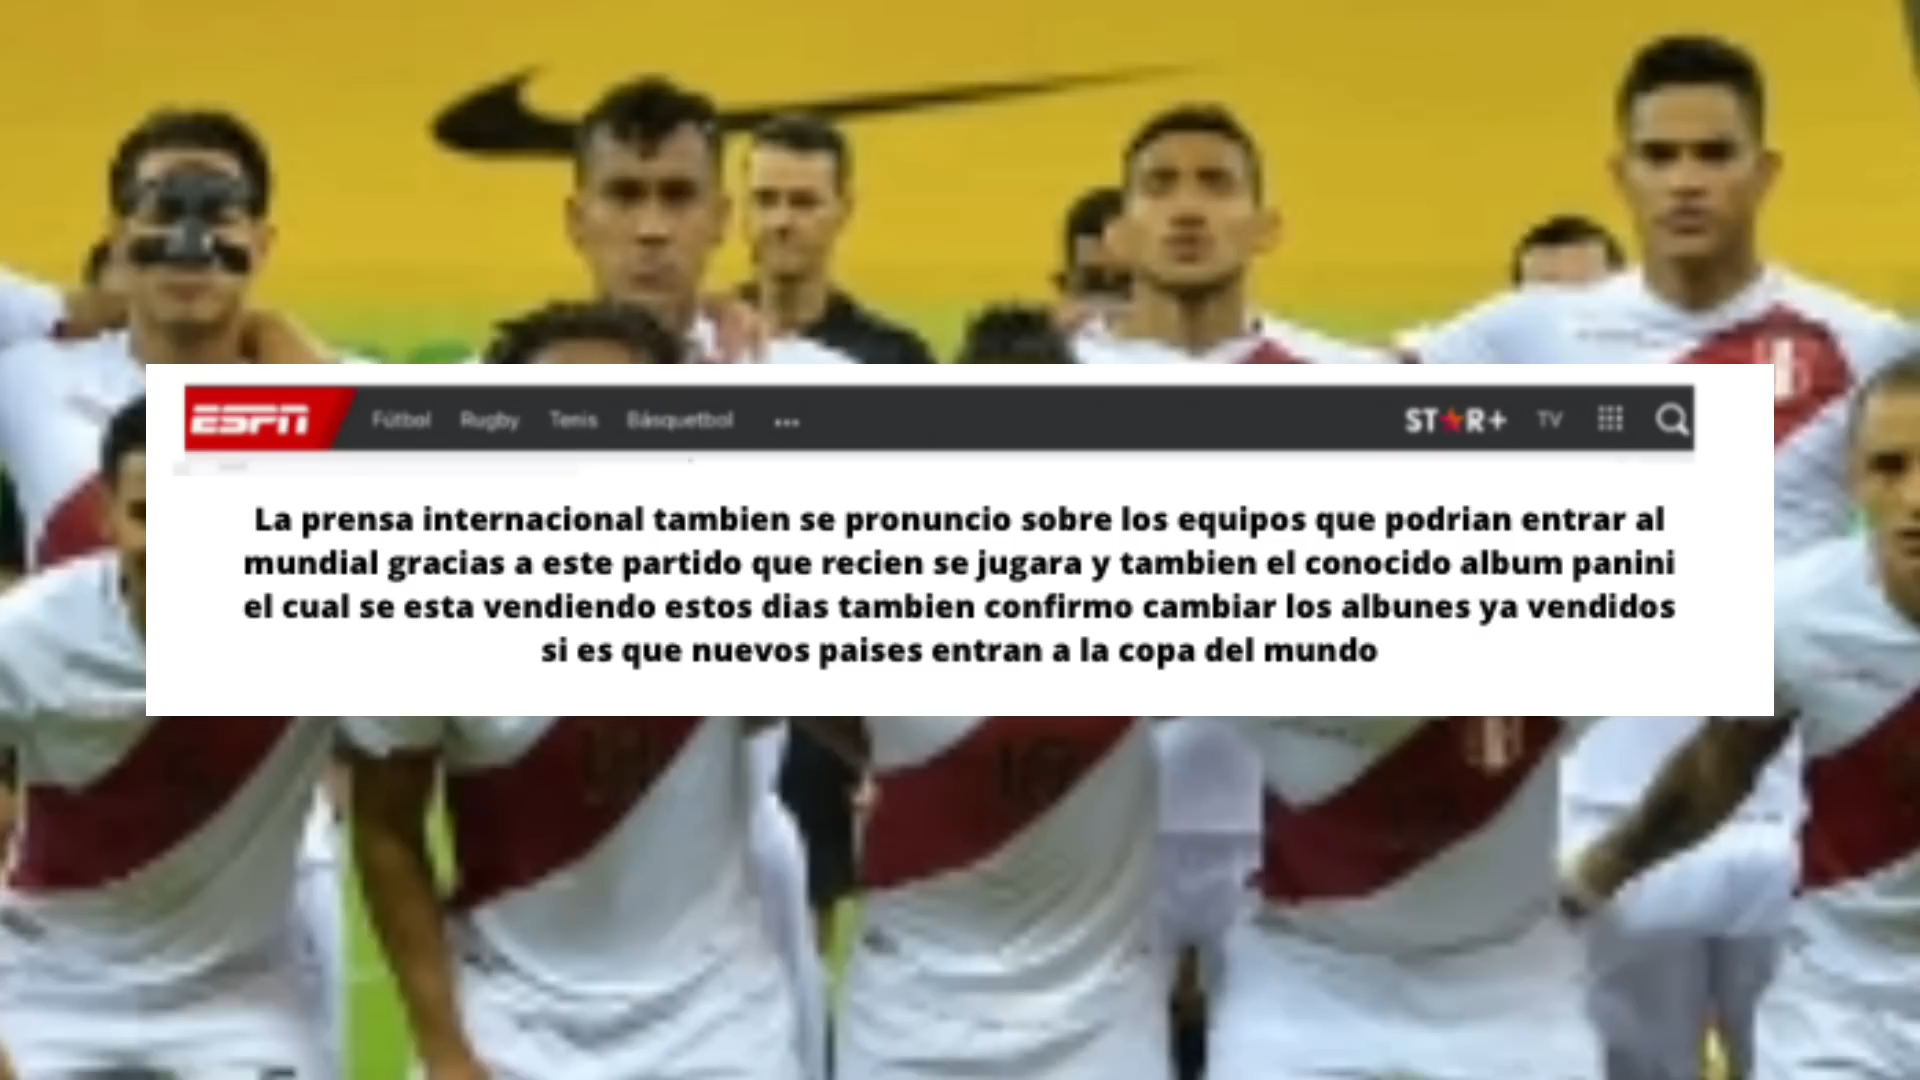 ESPN Fútbol Rugby Tenis Básquetbol ... ST★R+ TV
La prensa internacional tambien se pronuncio sobre los equipos que podrian entrar al
mundial gracias a este partido que recien se jugara y tambien el conocido album panini
el cual se esta vendiendo estos dias tambien confirmo cambiar los albunes ya vendidos
si es que nuevos paises entran a la copa del mundo